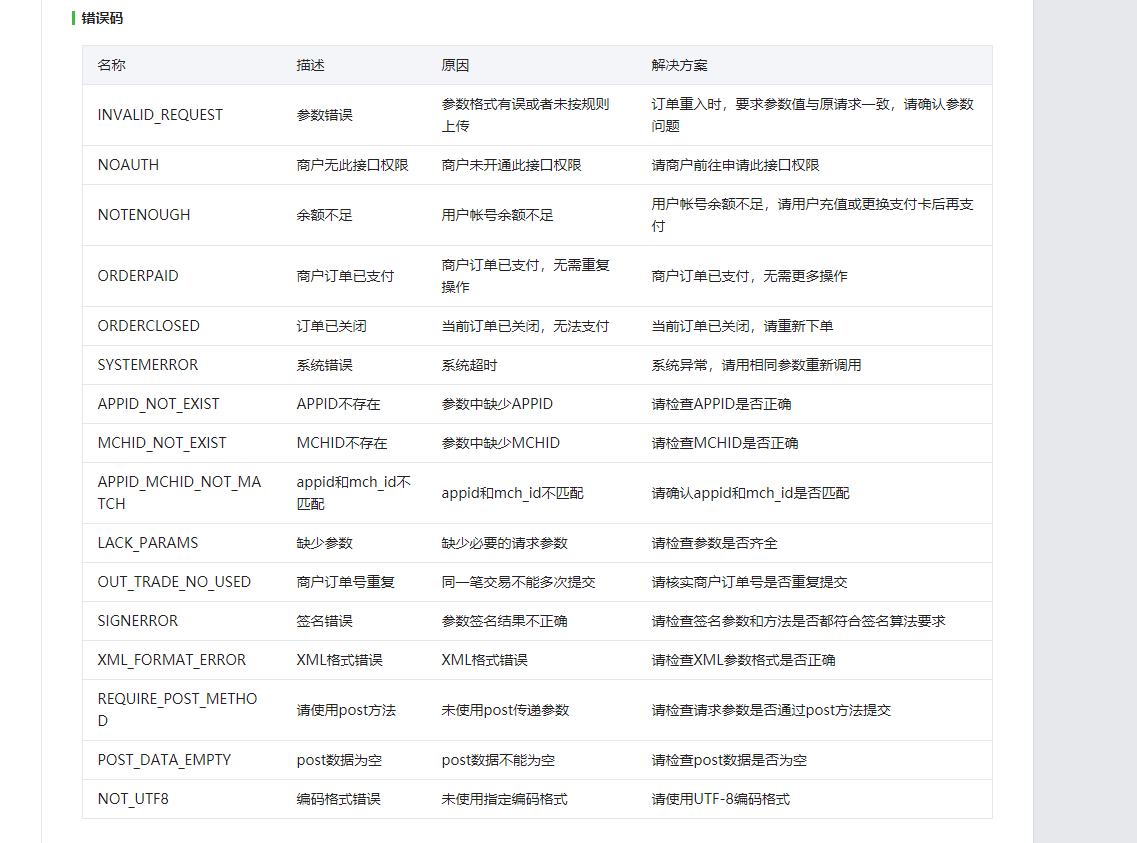 错误码
名称 描述 原因 解决方案
INVALID_REQUEST 参数错误 参数格式有误或者未按规则上传 订单重入时，要求参数值与原请求一致，请确认参数问题
NOAUTH 商户无此接口权限 商户未开通此接口权限 请商户前往申请此接口权限
NOTENOUGH 余额不足 用户帐号余额不足 用户帐号余额不足，请用户充值或更换支付卡后再支付
ORDERPAID 商户订单已支付 商户订单已支付，无需重复操作 商户订单已支付，无需更多操作
ORDERCLOSED 订单已关闭 当前订单已关闭，无法支付 当前订单已关闭，请重新下单
SYSTEMERROR 系统错误 系统超时 系统异常，请用相同参数重新调用
APPID_NOT_EXIST APPID不存在 参数中缺少APPID 请检查APPID是否正确
MCHID_NOT_EXIST MCHID不存在 参数中缺少MCHID 请检查MCHID是否正确
APPID_MCHID_NOT_MATCH appid和mch_id不匹配 appid和mch_id不匹配 请确认appid和mch_id是否匹配
LACK_PARAMS 缺少参数 缺少必要的请求参数 请检查参数是否齐全
OUT_TRADE_NO_USED 商户订单号重复 同一笔交易不能多次提交 请核实商户订单号是否重复提交
SIGNERROR 签名错误 参数签名结果不正确 请检查签名参数和方法是否都符合签名算法要求
XML_FORMAT_ERROR XML格式错误 XML格式错误 请检查XML参数格式是否正确
REQUIRE_POST_METHOD 请使用post方法 未使用post传递参数 请检查请求参数是否通过post方法提交
POST_DATA_EMPTY post数据为空 post数据不能为空 请检查post数据是否为空
NOT_UTF8 编码格式错误 未使用指定编码格式 请使用UTF-8编码格式